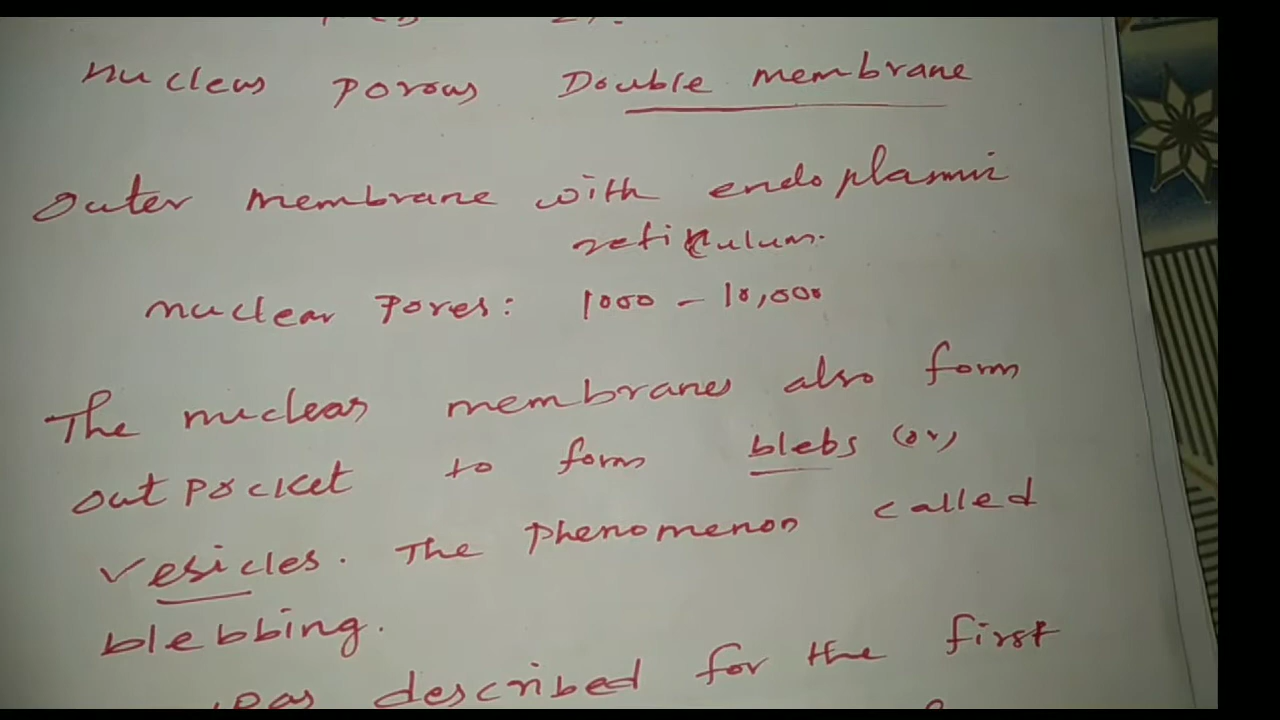 nucleus porous Double membrane
outer membrane with endoplasmic
reticulum.
nuclear Pores: 1000 - 10,000
The nuclear membranes also form
out pocket to form blebs (or)
vesicles. The Phenomenon called
blebbing.
was described for the first